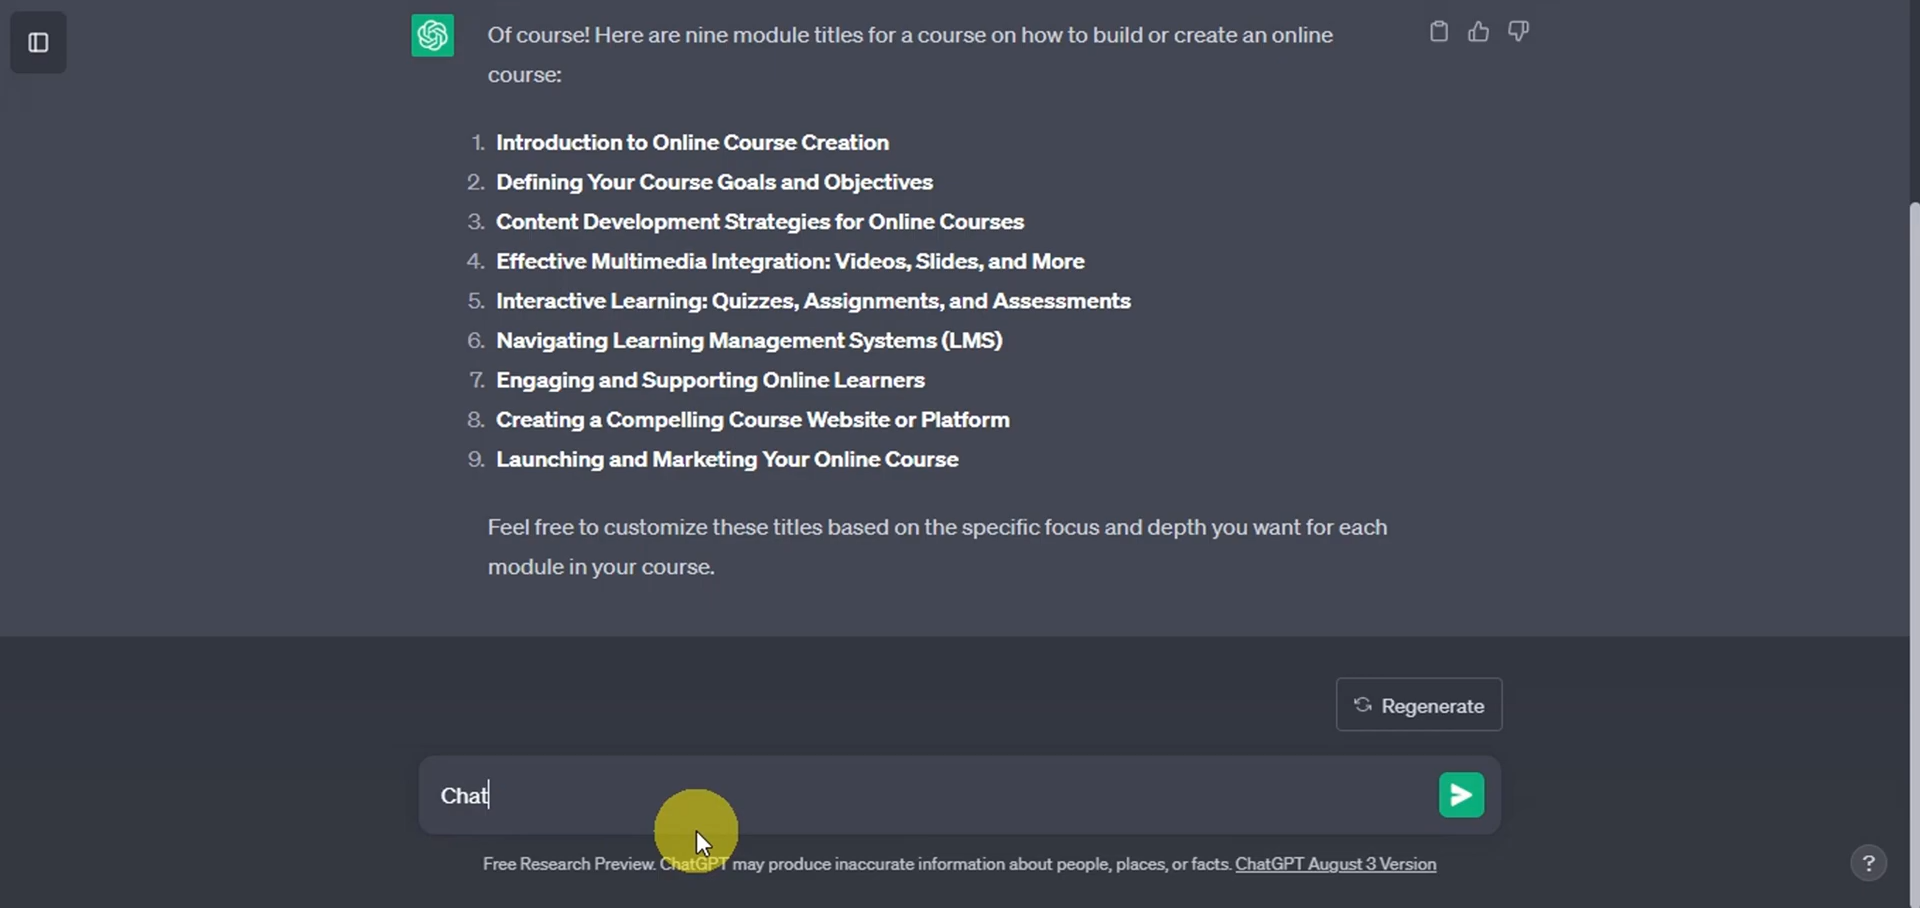 Of course! Here are nine module titles for a course on how to build or create an online
course:
1. Introduction to Online Course Creation
2. Defining Your Course Goals and Objectives
3. Content Development Strategies for Online Courses
4. Effective Multimedia Integration: Videos, Slides, and More
5. Interactive Learning: Quizzes, Assignments, and Assessments
6. Navigating Learning Management Systems (LMS)
7. Engaging and Supporting Online Learners
8. Creating a Compelling Course Website or Platform
9. Launching and Marketing Your Online Course
Feel free to customize these titles based on the specific focus and depth you want for each
module in your course.
Regenerate
Chat
Free Research Preview. ChatGPT may produce inaccurate information about people, places, or facts. ChatGPT August 3 Version
?